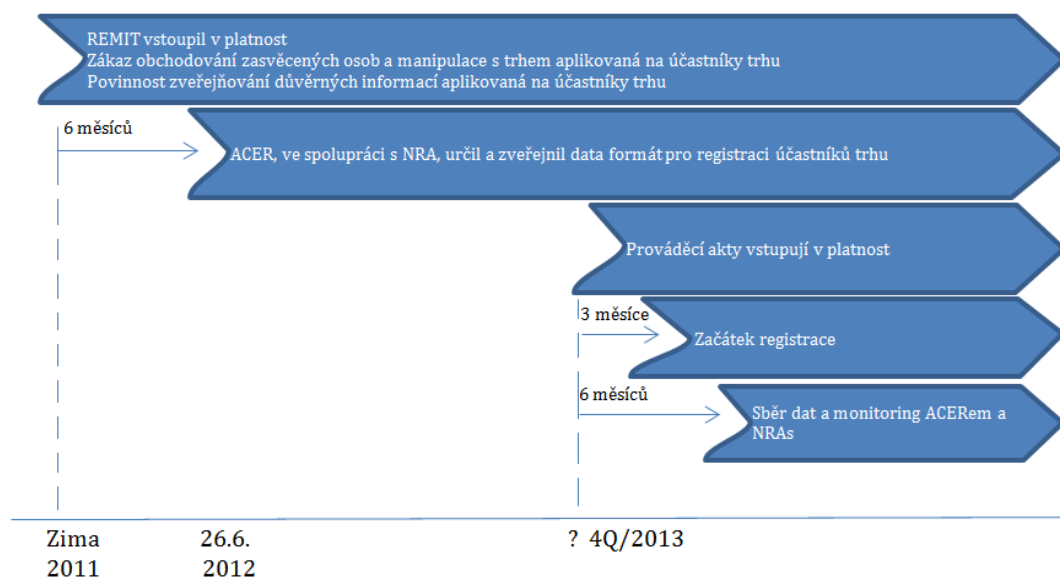 REMIT vstoupil v platnost
Zákaz obchodování zasvěcených osob a manipulace s trhem aplikovaná na účastníky trhu
Povinnost zveřejňování důvěrných informací aplikovaná na účastníky trhu
6 měsíců
ACER, ve spolupráci s NRA, určil a zveřejnil data formát pro registraci účastníků trhu
Prováděcí akty vstupují v platnost
3 měsíce
Začátek registrace
6 měsíců
Sběr dat a monitoring ACERem a
NRAs
Zima
2011
26.6.
2012
? 4Q/2013